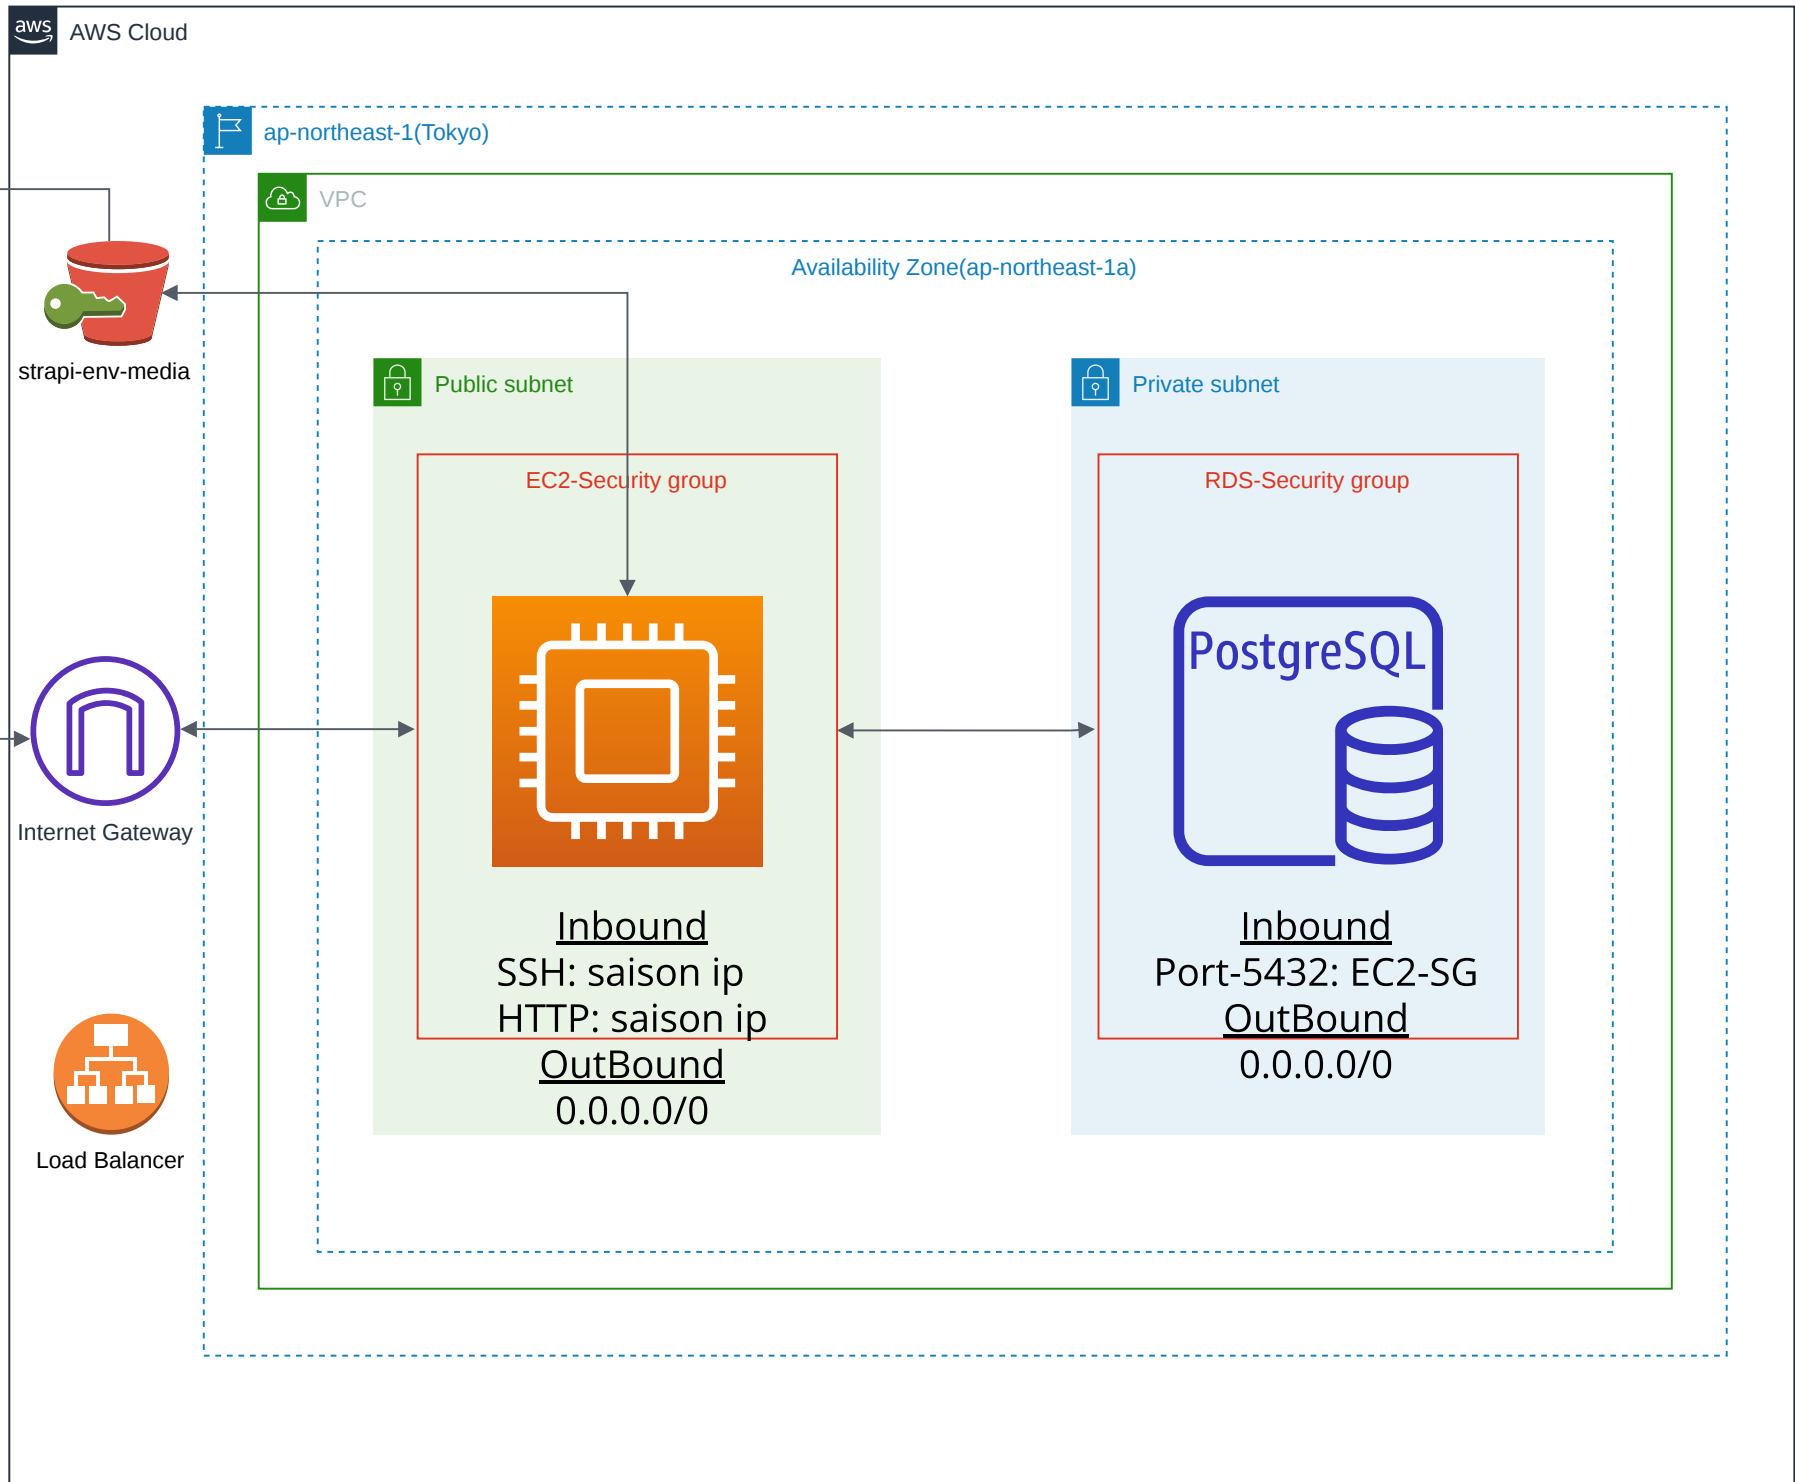 aws
AWS Cloud
ap-northeast-1(Tokyo)
VPC
Availability Zone(ap-northeast-1a)
strapi-env-media
Public subnet
Private subnet
EC2-Security group
RDS-Security group
PostgreSQL
Internet Gateway
Inbound
SSH: saison ip
HTTP: saison ip
OutBound
0.0.0.0/0
Inbound
Port-5432: EC2-SG
OutBound
0.0.0.0/0
Load Balancer